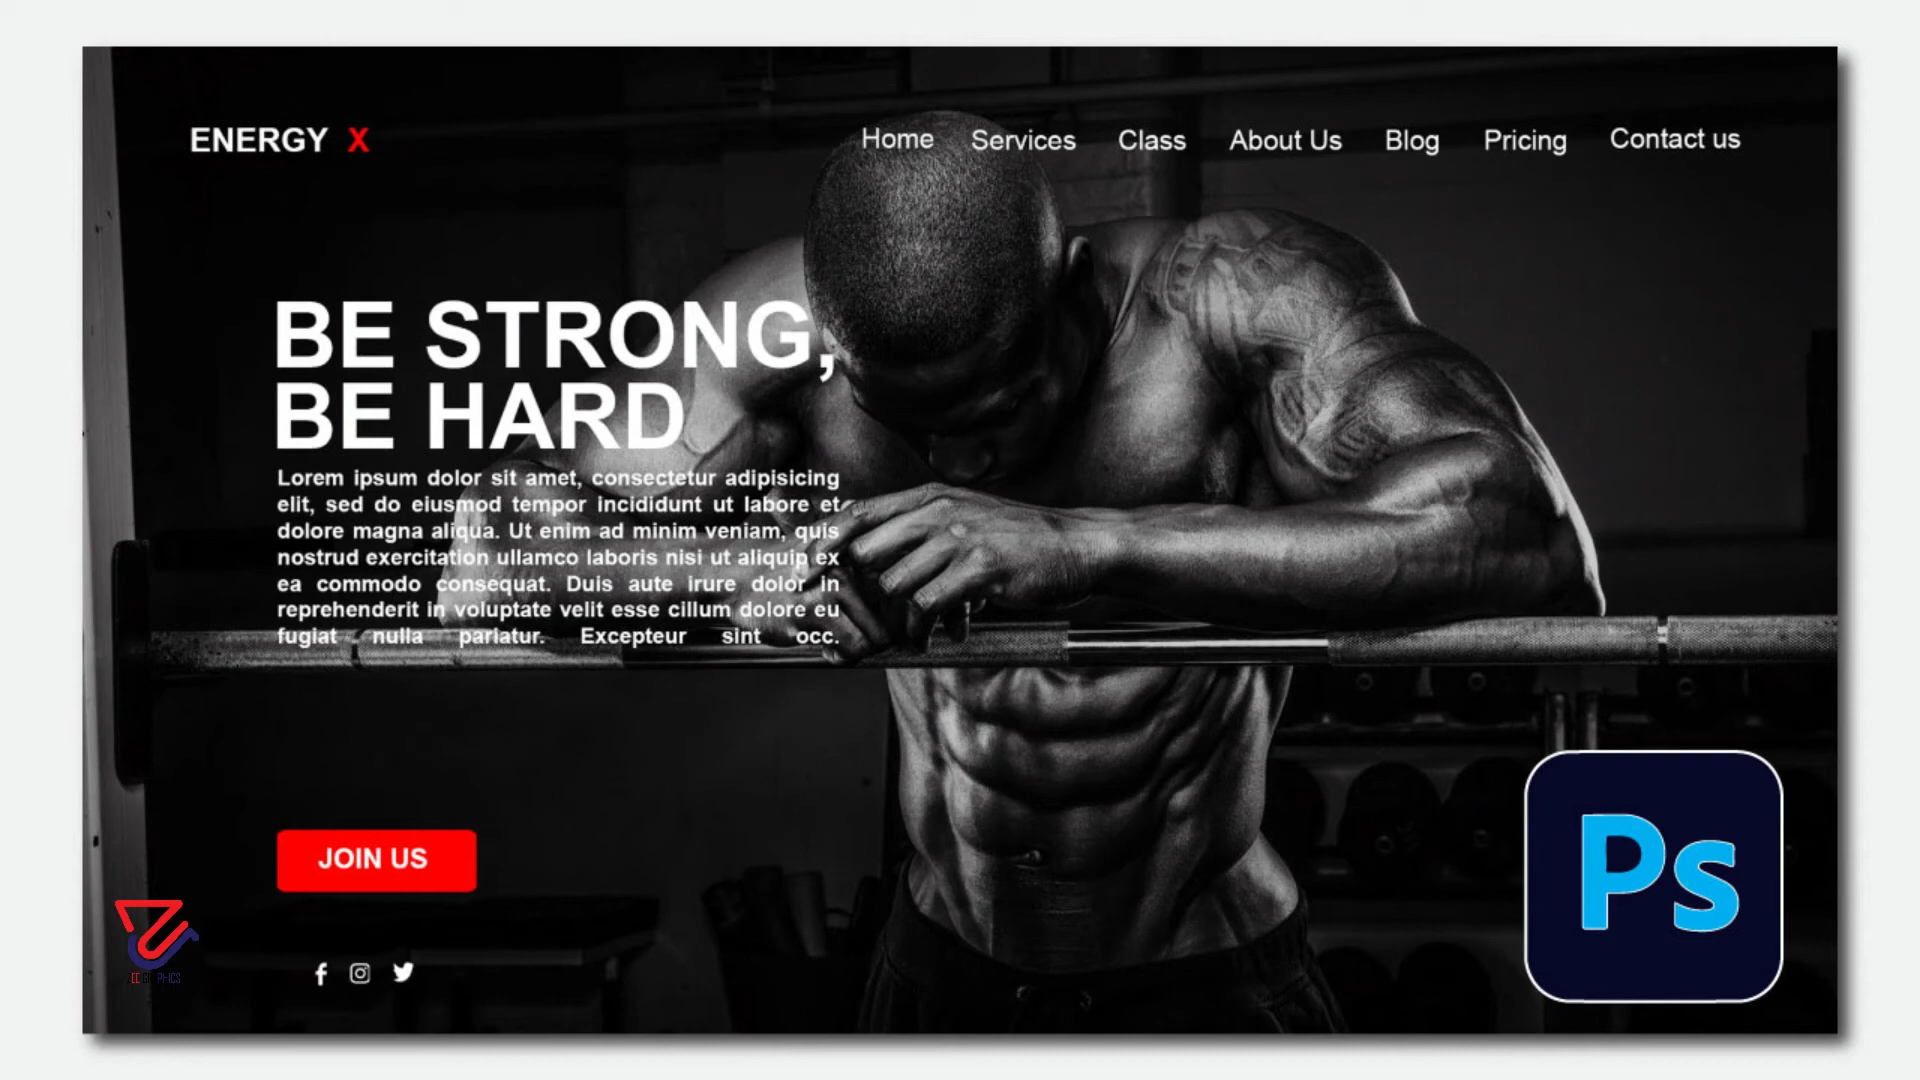 ENERGY X
Home Services Class About Us Blog Pricing Contact us
BE STRONG,
BE HARD
Lorem ipsum dolor sit amet, consectetur adipisicing
elit, sed do eiusmod tempor incididunt ut labore et
dolore magna aliqua. Ut enim ad minim veniam, quis
nostrud exercitation ullamco laboris nisi ut aliquip ex
ea commodo consequat. Duis aute irure dolor in
reprehenderit in voluptate velit esse cillum dolore eu
fugiat nulla pariatur. Excepteur sint occ.
JOIN US
Ps